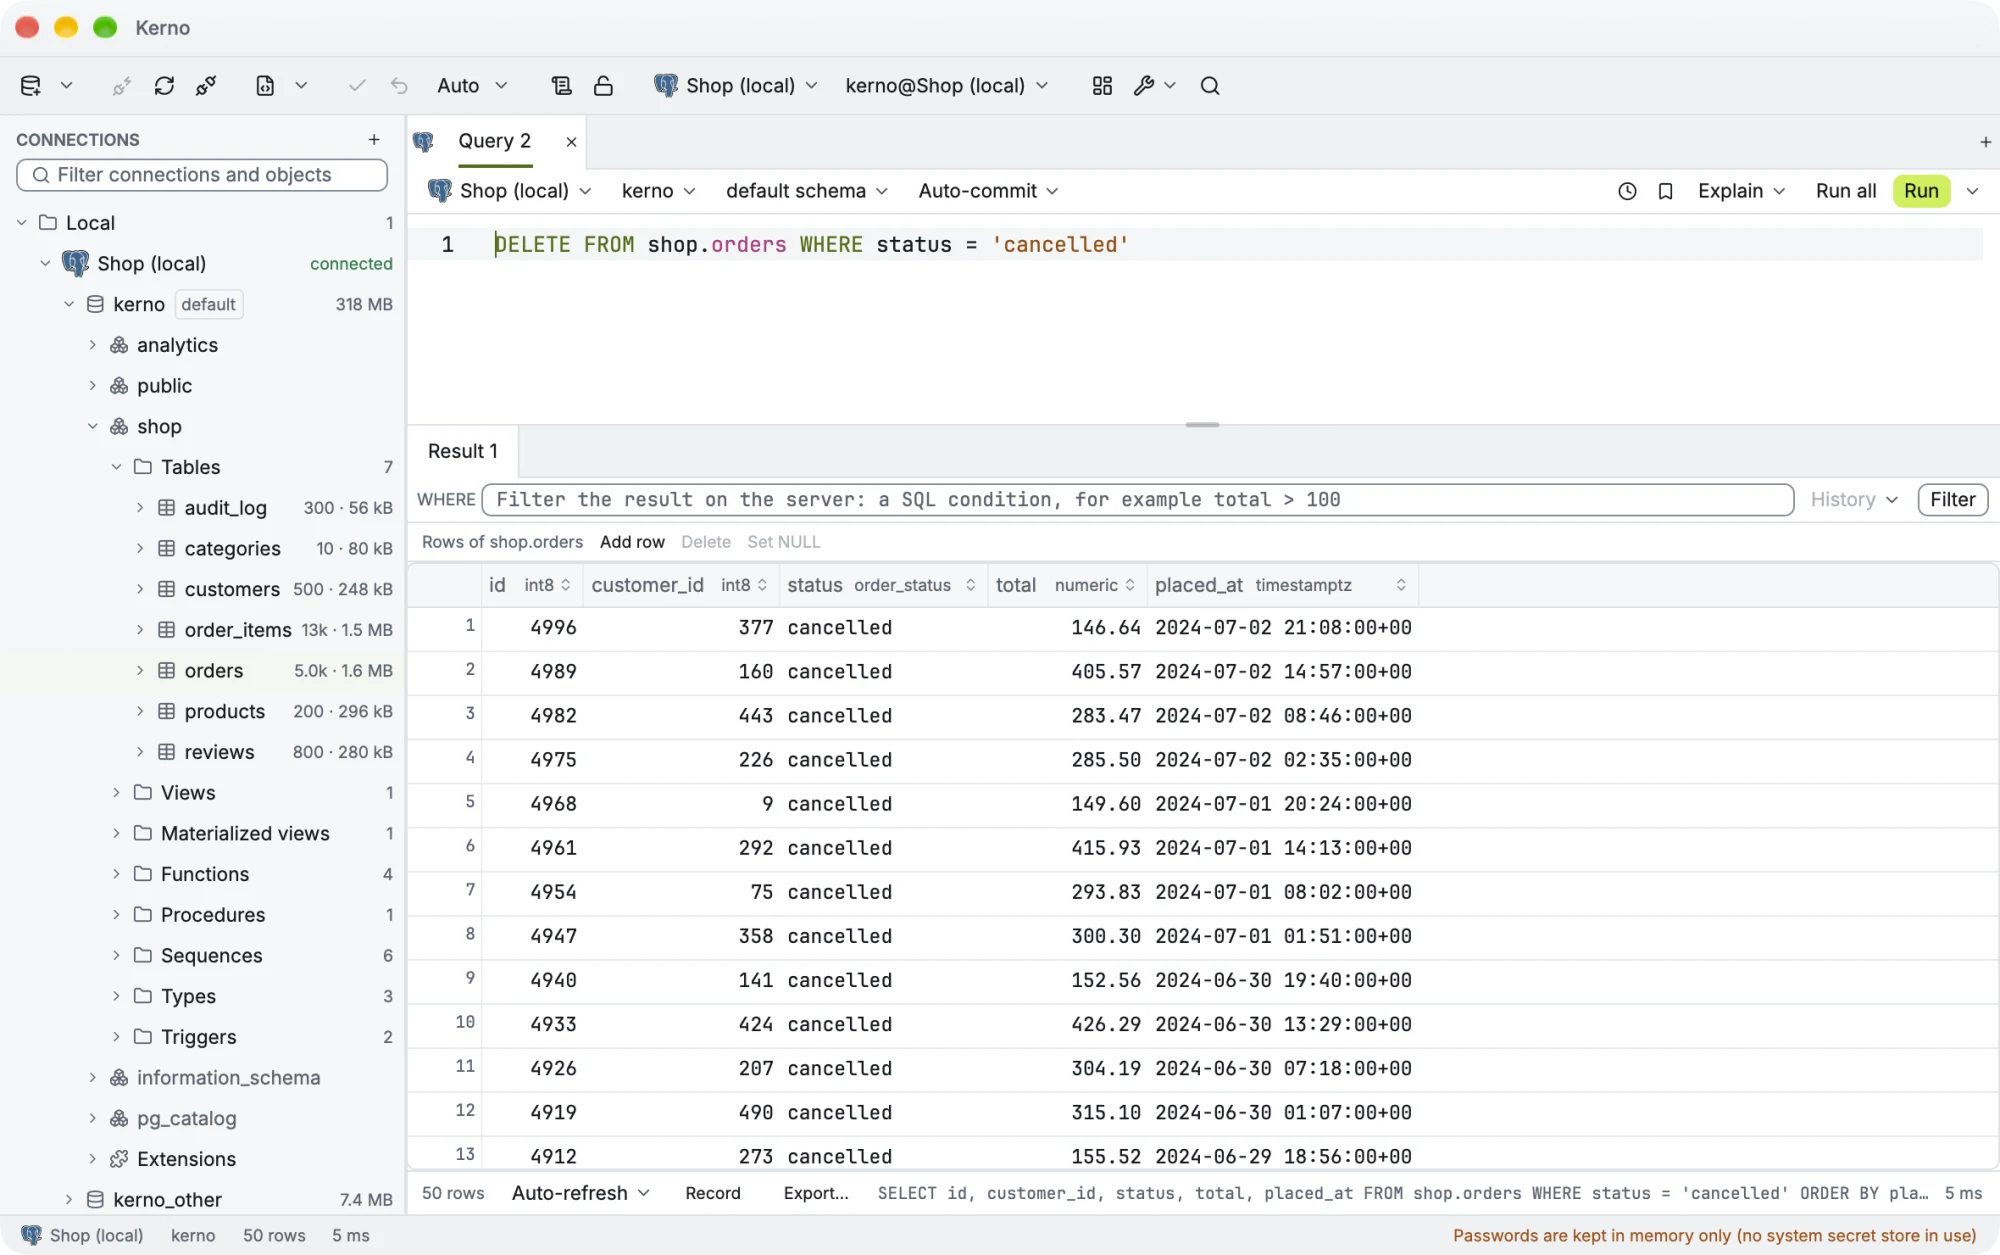 Kerno
Auto
Shop (local)
kerno@Shop (local)
CONNECTIONS
+
Filter connections and objects
Local 1
Shop (local) connected
kerno default 318 MB
analytics
public
shop
Tables 7
audit_log 300 · 56 kB
categories 10 · 80 kB
customers 500 · 248 kB
order_items 13k · 1.5 MB
orders 5.0k · 1.6 MB
products 200 · 296 kB
reviews 800 · 280 kB
Views 1
Materialized views 1
Functions 4
Procedures 1
Sequences 6
Types 3
Triggers 2
information_schema
pg_catalog
Extensions
kerno_other 7.4 MB
Query 2 × +
Shop (local) kerno default schema Auto-commit Explain Run all Run
1 DELETE FROM shop.orders WHERE status = 'cancelled'
Result 1
WHERE Filter the result on the server: a SQL condition, for example total > 100 History Filter
Rows of shop.orders Add row Delete Set NULL
id int8 customer_id int8 status order_status total numeric placed_at timestamptz
1 4996 377 cancelled 146.64 2024-07-02 21:08:00+00
2 4989 160 cancelled 405.57 2024-07-02 14:57:00+00
3 4982 443 cancelled 283.47 2024-07-02 08:46:00+00
4 4975 226 cancelled 285.50 2024-07-02 02:35:00+00
5 4968 9 cancelled 149.60 2024-07-01 20:24:00+00
6 4961 292 cancelled 415.93 2024-07-01 14:13:00+00
7 4954 75 cancelled 293.83 2024-07-01 08:02:00+00
8 4947 358 cancelled 300.30 2024-07-01 01:51:00+00
9 4940 141 cancelled 152.56 2024-06-30 19:40:00+00
10 4933 424 cancelled 426.29 2024-06-30 13:29:00+00
11 4926 207 cancelled 304.19 2024-06-30 07:18:00+00
12 4919 490 cancelled 315.10 2024-06-30 01:07:00+00
13 4912 273 cancelled 155.52 2024-06-29 18:56:00+00
50 rows Auto-refresh Record Export... SELECT id, customer_id, status, total, placed_at FROM shop.orders WHERE status = 'cancelled' ORDER BY pla… 5 ms
Shop (local) kerno 50 rows 5 ms Passwords are kept in memory only (no system secret store in use)